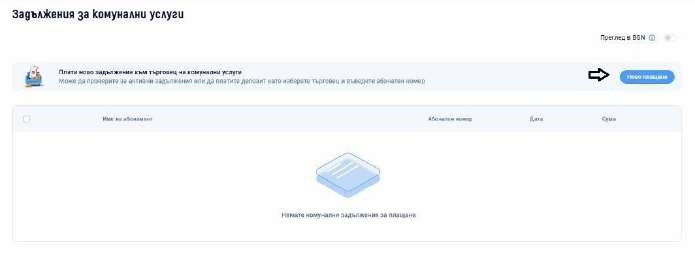 Задължения за комунални услуги
Преглед в BGN
Плати ново задължение към търговец на комунални услуги
Може да проверите за активни задължения или да платите депозит като изберете търговец и въведете абонатен номер
Ново плащане
Име на абонамент Абонатен номер Дата Сума
Нямате комунални задължения за плащане